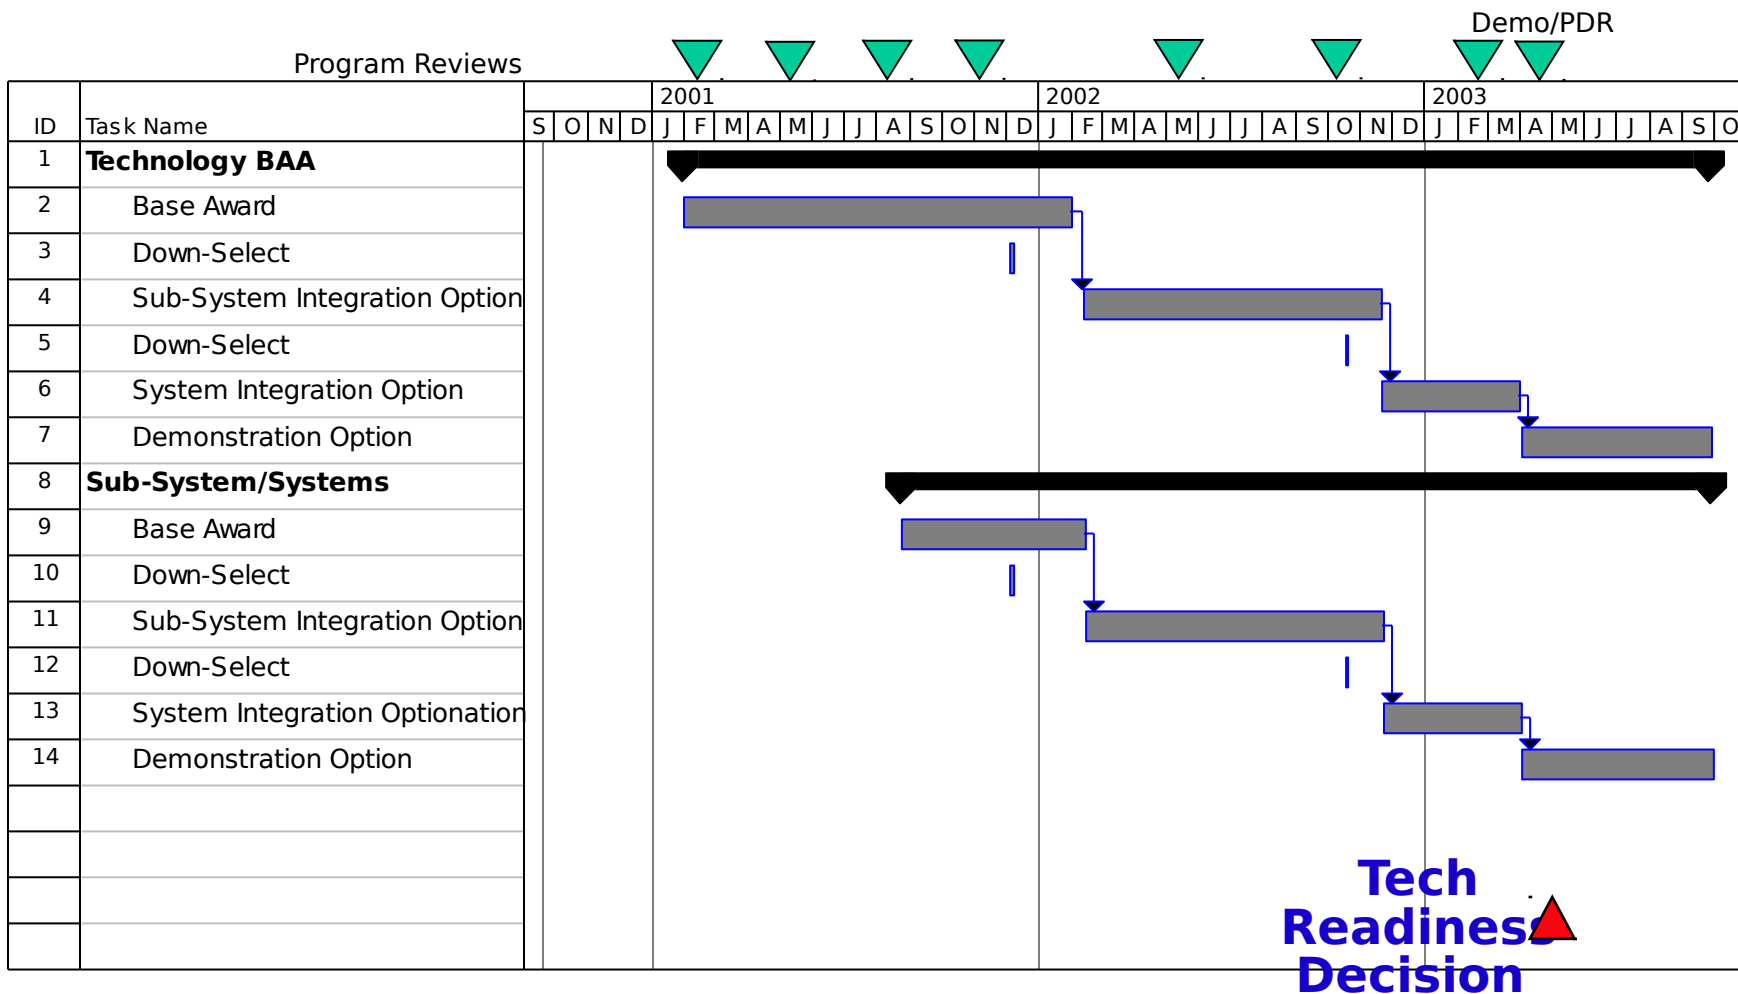 Demo/PDR
Program Reviews
2001 2002 2003
ID Task Name S O N D J F M A M J J A S O N D J F M A M J J A S O N D J F M A M J J A S O
1 Technology BAA
2 Base Award
3 Down-Select
4 Sub-System Integration Option
5 Down-Select
6 System Integration Option
7 Demonstration Option
8 Sub-System/Systems
9 Base Award
10 Down-Select
11 Sub-System Integration Option
12 Down-Select
13 System Integration Optionation
14 Demonstration Option
Tech
Readiness
Decision